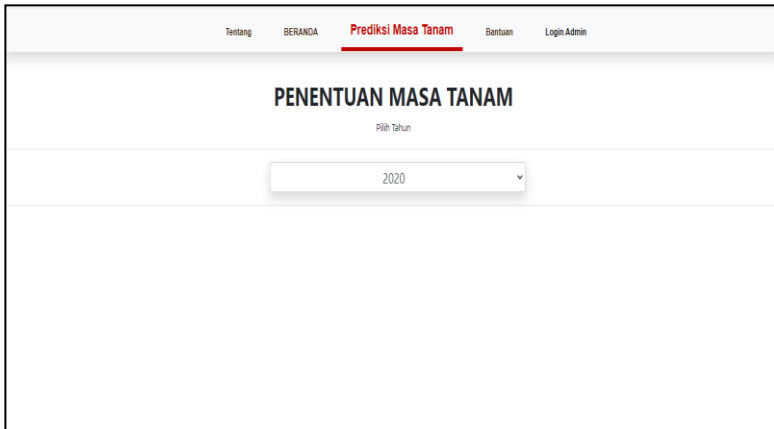 Tentang BERANDA Prediksi Masa Tanam Bantuan Login Admin
PENENTUAN MASA TANAM
Pilih Tahun
2020